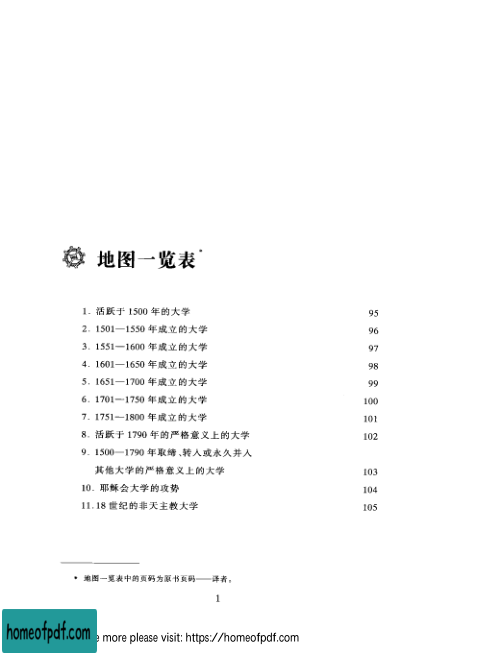 地图一览表*
1. 活跃于 1500 年的大学 95
2. 1501—1550 年成立的大学 96
3. 1551—1600 年成立的大学 97
4. 1601—1650 年成立的大学 98
5. 1651—1700 年成立的大学 99
6. 1701—1750 年成立的大学 100
7. 1751—1800 年成立的大学 101
8. 活跃于 1790 年的严格意义上的大学 102
9. 1500—1790 年取缔、转入或永久并入
其他大学的严格意义上的大学 103
10. 耶稣会大学的攻势 104
11. 18 世纪的非天主教大学 105
* 地图一览表中的页码为原书页码——译者。
1
homeofpdf.com
e more please visit: https://homeofpdf.com